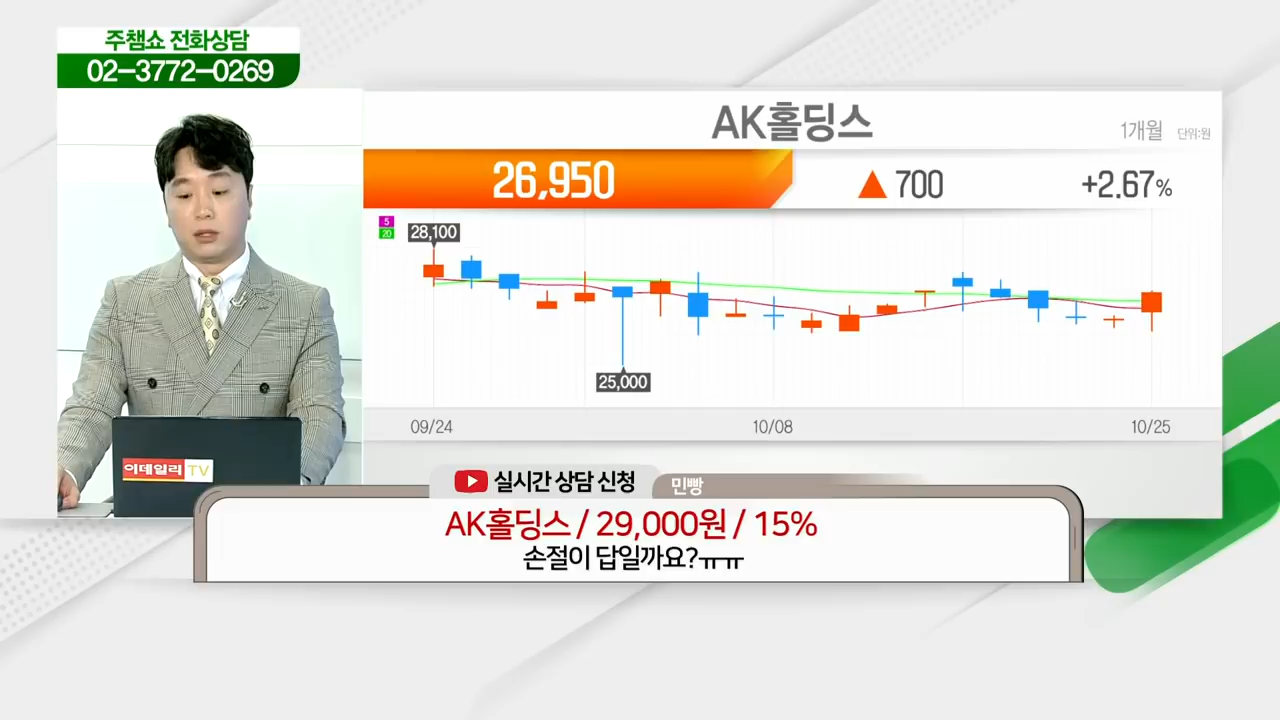 주챔쇼 전화상담
02-3772-0269
AK홀딩스
1개월 단위:원
26,950 ▲ 700 +2.67%
5
20
28,100
25,000
09/24 10/08 10/25
이데일리 TV
실시간 상담 신청 민빵
AK홀딩스 / 29,000원 / 15%
손절이 답일까요?ㅠㅠ